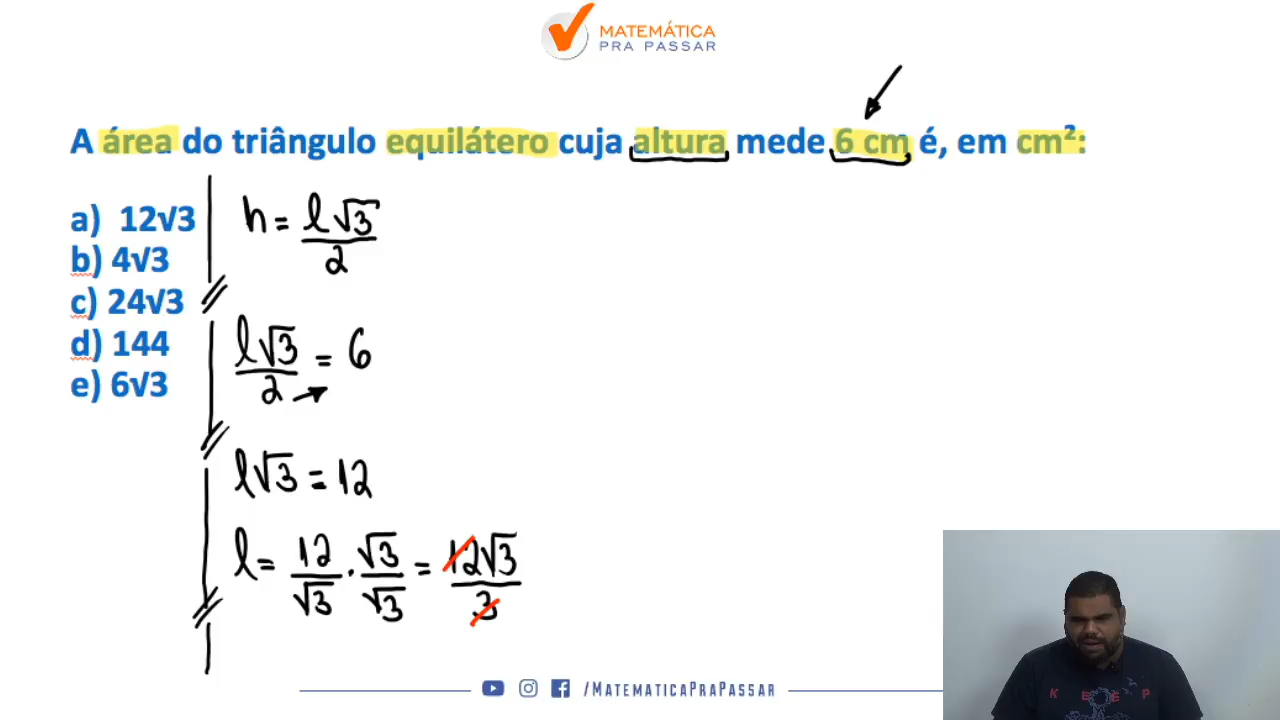 MATEMÁTICA
PRA PASSAR
A área do triângulo equilátero cuja altura mede 6 cm é, em cm²:
a) 12√3
b) 4√3
c) 24√3
d) 144
e) 6√3
h = l√3/2
l√3/2 = 6
l√3 = 12
l = 12/√3 · √3/√3 = 12√3/3
/MATEMATICAPRAPASSAR
K E E P